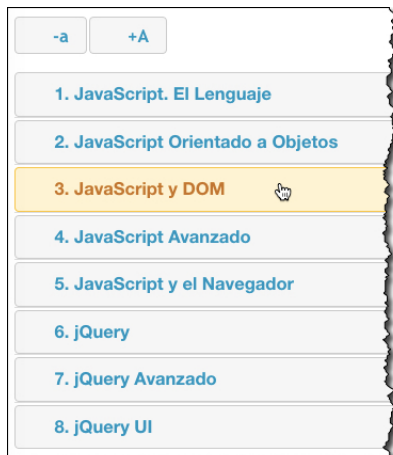 -a +A
1. JavaScript. El Lenguaje
2. JavaScript Orientado a Objetos
3. JavaScript y DOM
4. JavaScript Avanzado
5. JavaScript y el Navegador
6. jQuery
7. jQuery Avanzado
8. jQuery UI